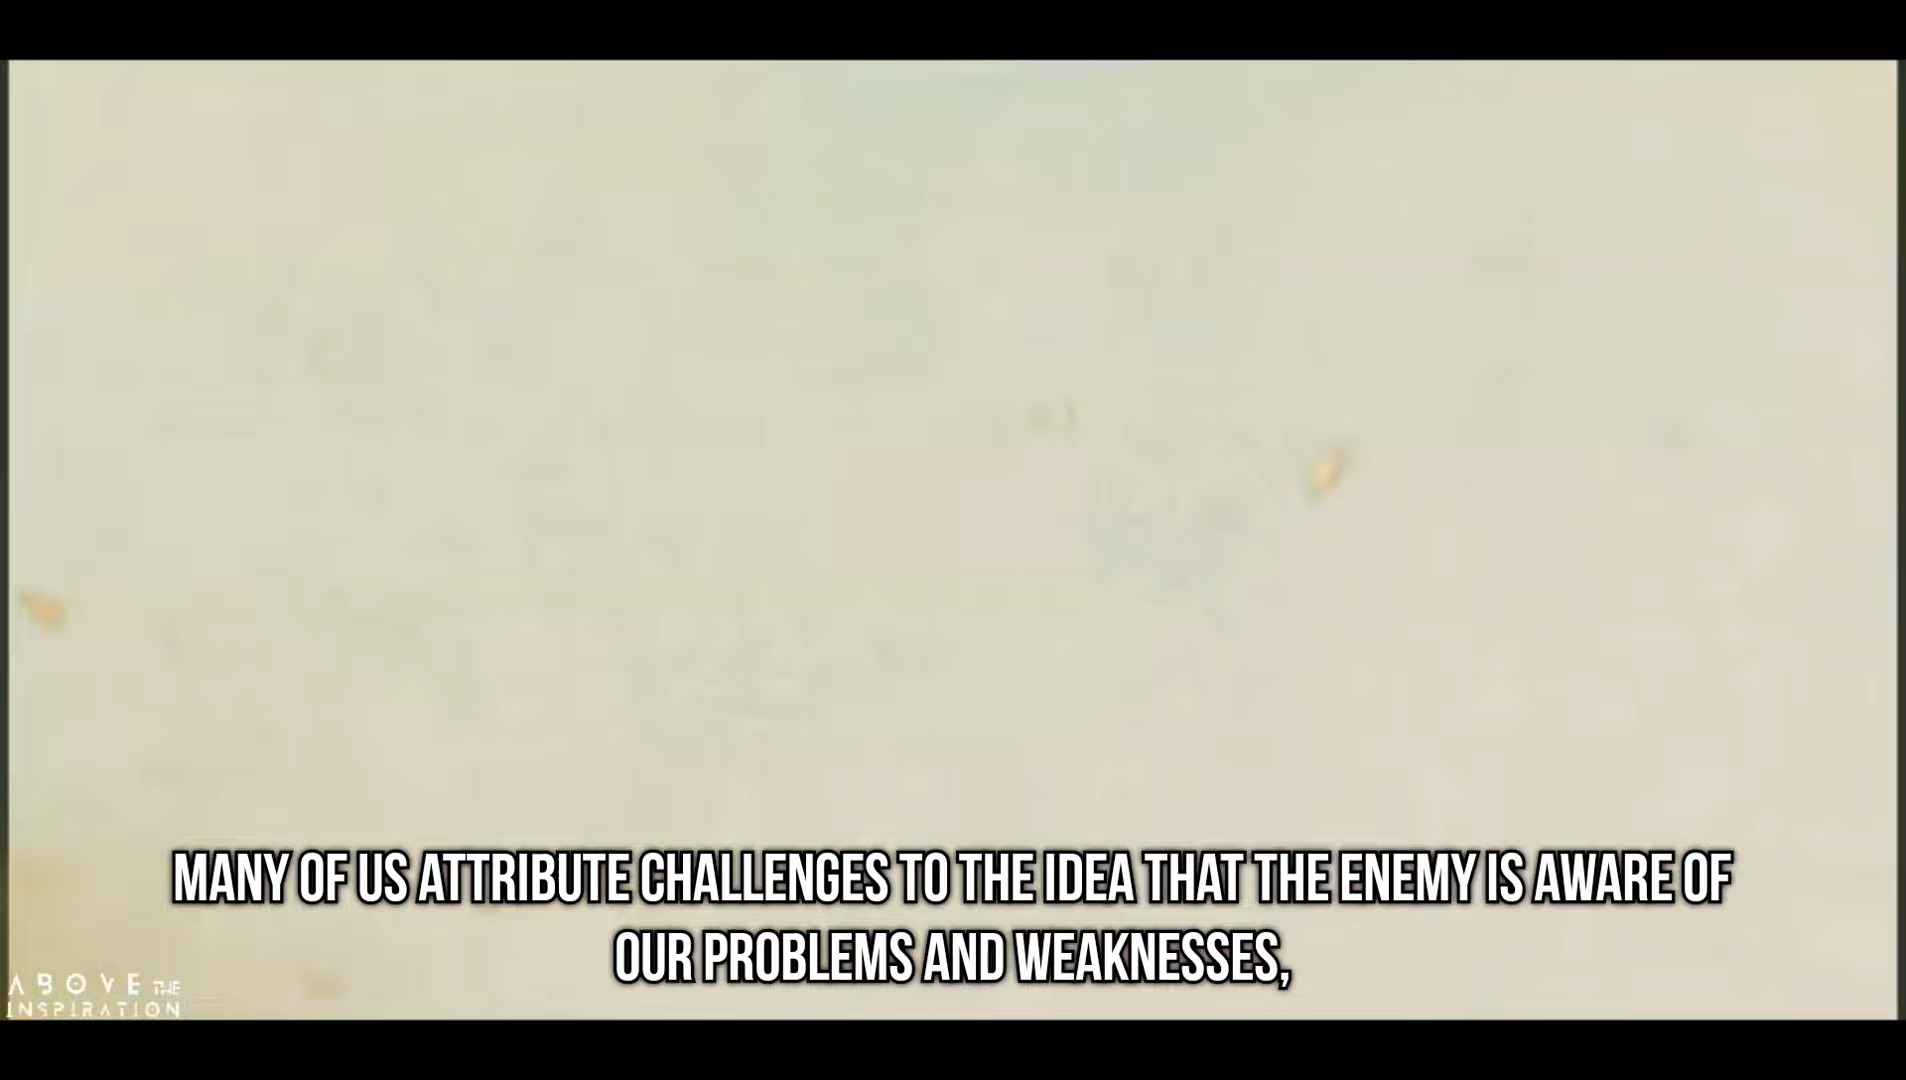 MANY OF US ATTRIBUTE CHALLENGES TO THE IDEA THAT THE ENEMY IS AWARE OF
OUR PROBLEMS AND WEAKNESSES,
ABOVE THE
INSPIRATION